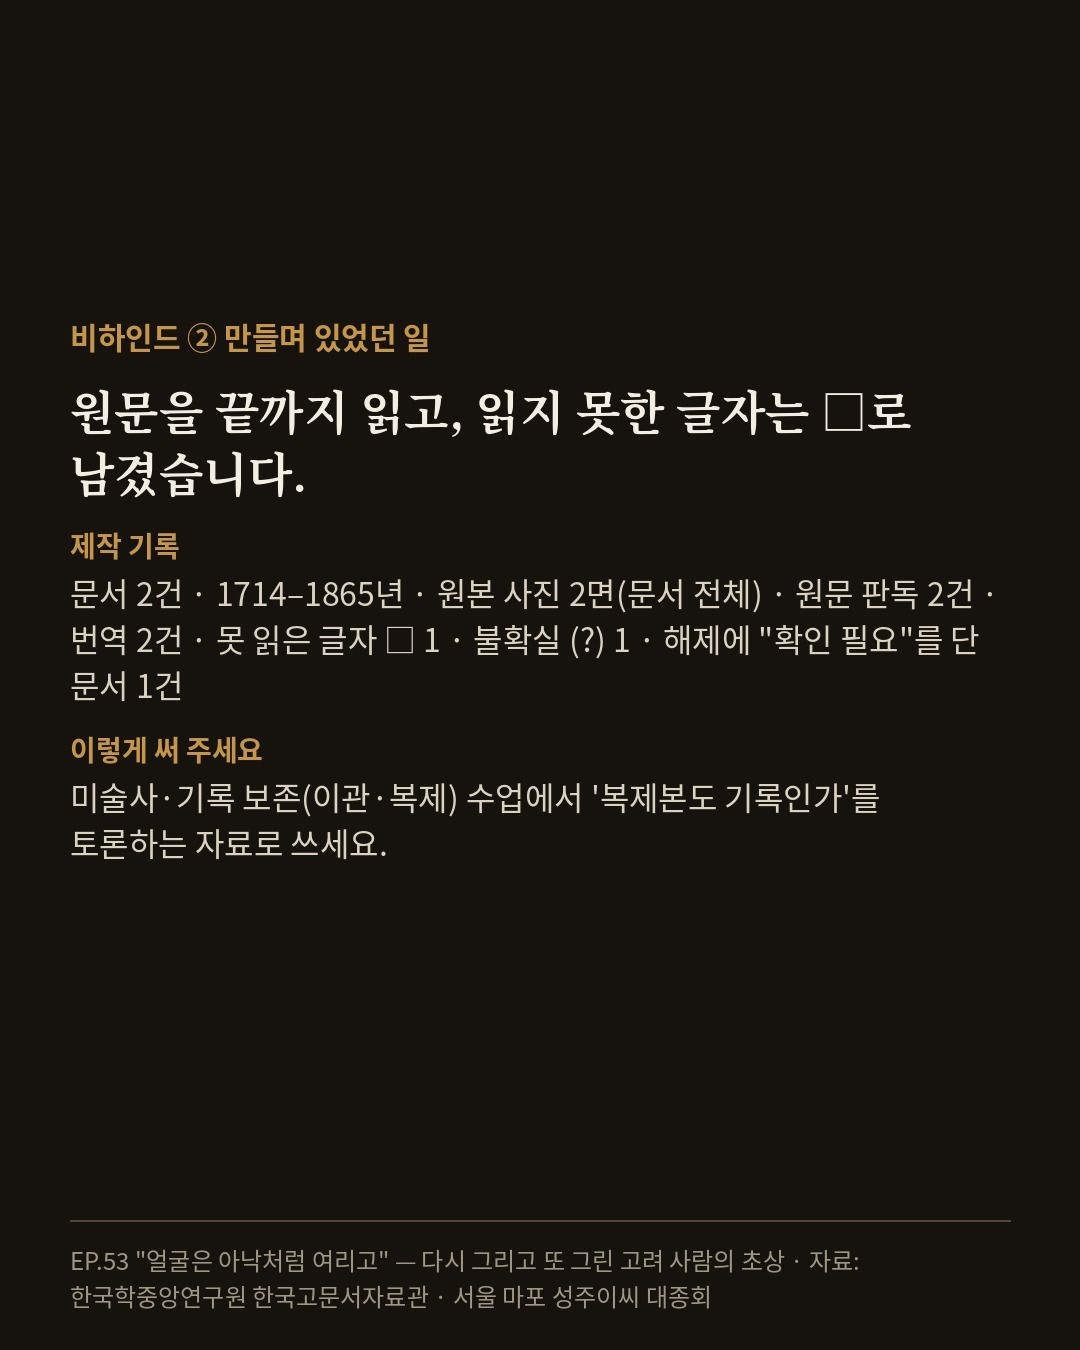 비하인드 ② 만들며 있었던 일
원문을 끝까지 읽고, 읽지 못한 글자는 □로
남겼습니다.
제작 기록
문서 2건 · 1714–1865년 · 원본 사진 2면(문서 전체) · 원문 판독 2건 ·
번역 2건 · 못 읽은 글자 □ 1 · 불확실 (?) 1 · 해제에 "확인 필요"를 단
문서 1건
이렇게 써 주세요
미술사·기록 보존(이관·복제) 수업에서 '복제본도 기록인가'를
토론하는 자료로 쓰세요.
EP.53 "얼굴은 아낙처럼 여리고" — 다시 그리고 또 그린 고려 사람의 초상 · 자료:
한국학중앙연구원 한국고문서자료관 · 서울 마포 성주이씨 대종회